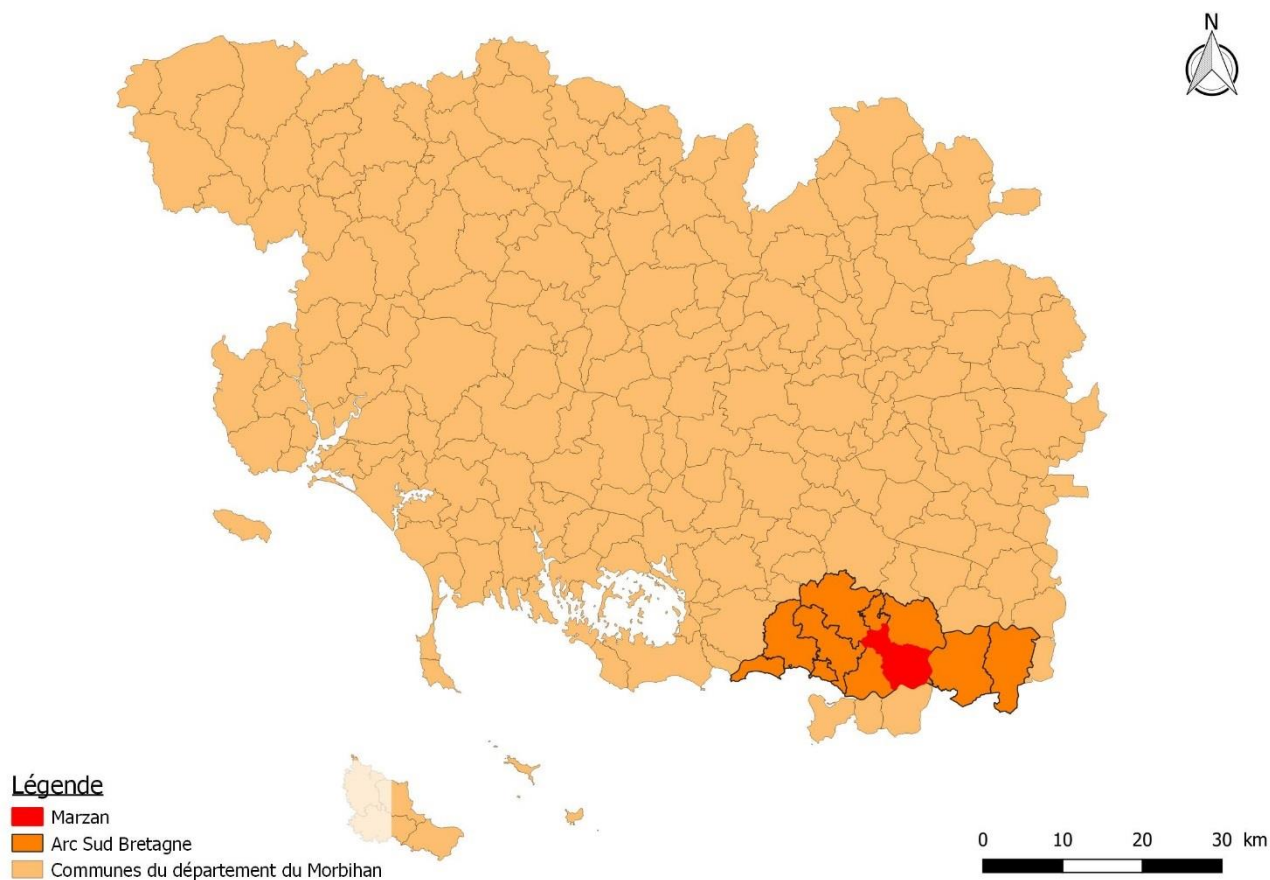 N
Légende
Marzan
Arc Sud Bretagne
Communes du département du Morbihan
0 10 20 30 km